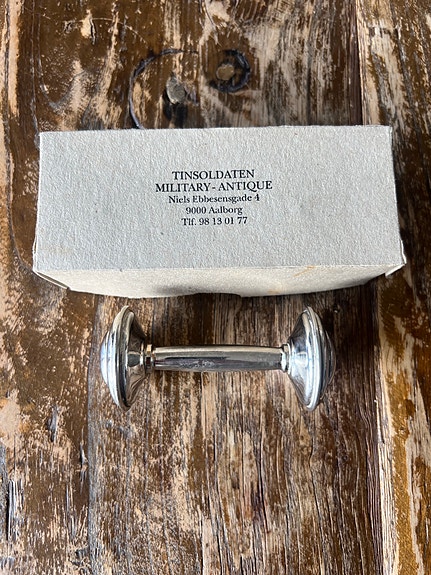 TINSOLDATEN
MILITARY - ANTIQUE
Niels Ebbesensgade 4
9000 Aalborg
Tlf. 98 13 01 77